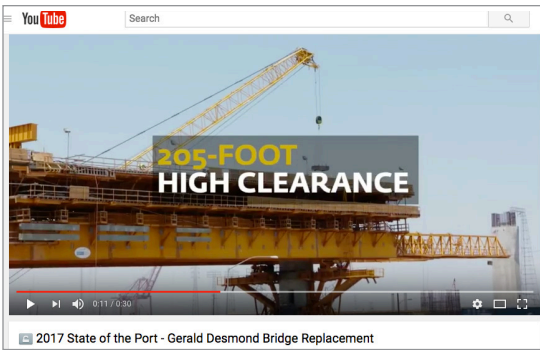 YouTube
Search
205-FOOT
HIGH CLEARANCE
0:11 / 0:30
2017 State of the Port - Gerald Desmond Bridge Replacement